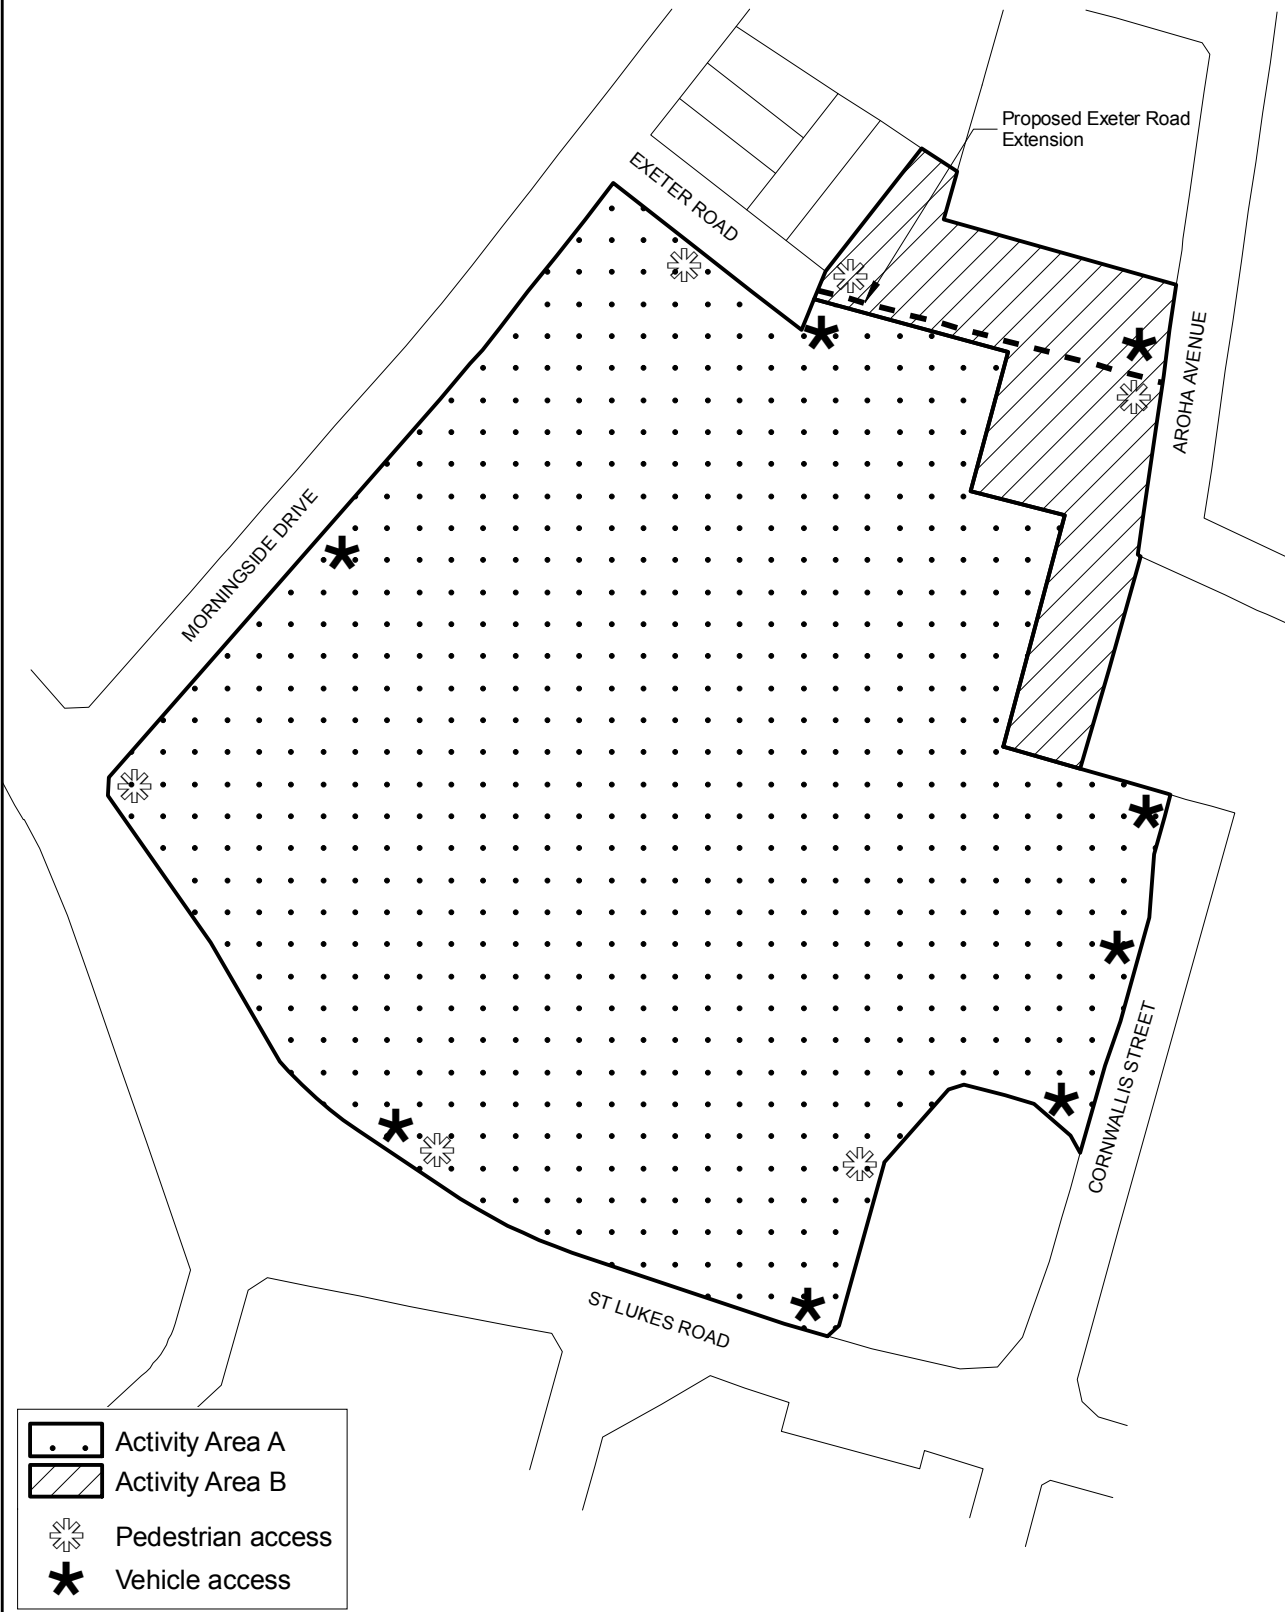 Proposed Exeter Road
Extension
EXETER ROAD
AROHA AVENUE
MORNINGSIDE DRIVE
CORNWALLIS STREET
ST LUKES ROAD
Activity Area A
Activity Area B
Pedestrian access
Vehicle access